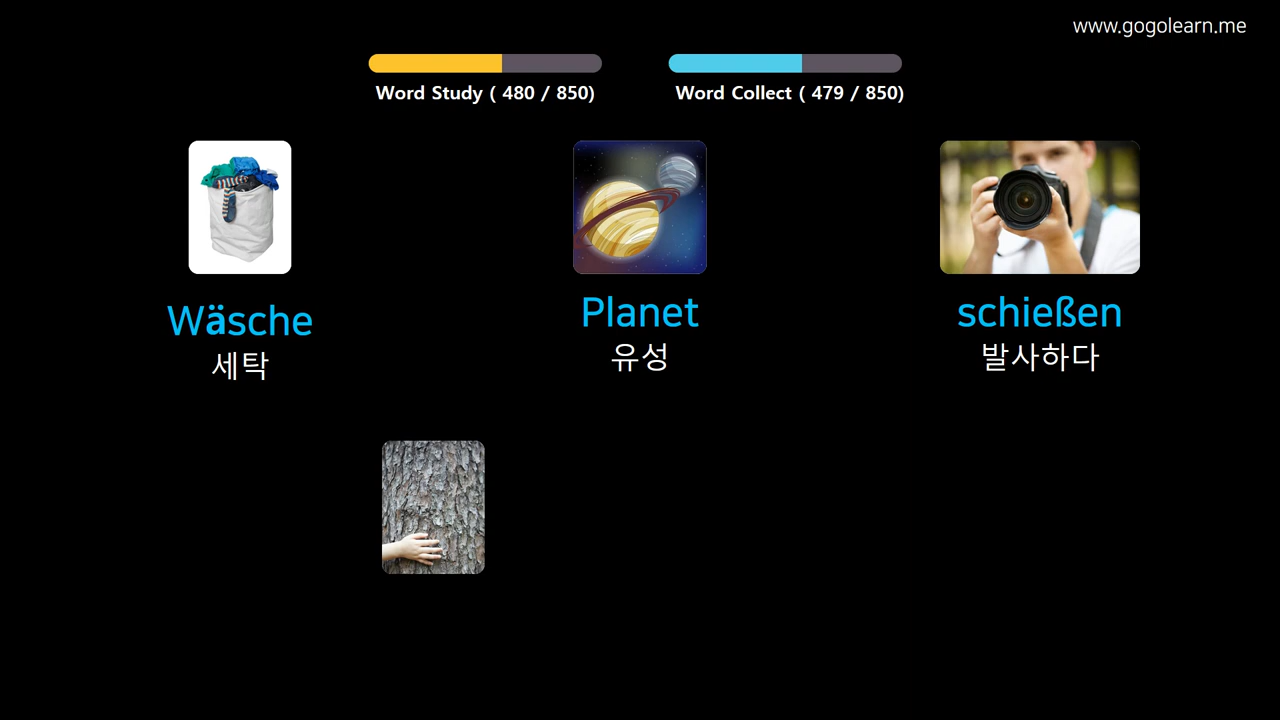 www.gogolearn.me
Word Study ( 480 / 850)
Word Collect ( 479 / 850)
Wäsche
세탁
Planet
유성
schießen
발사하다